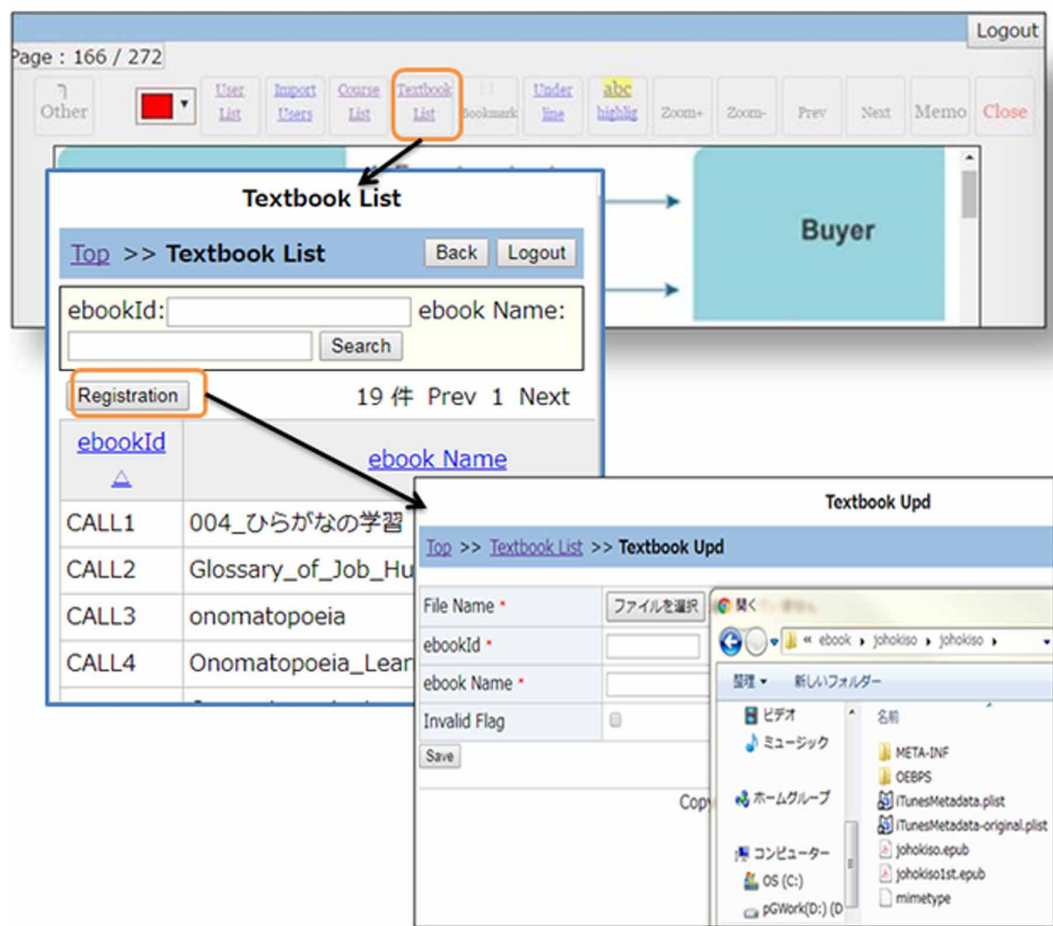 Logout
Page : 166 / 272
Other
User List
Import Users
Course List
Textbook List
Bookmark
Under line
abc highlig
Zoom+
Zoom-
Prev
Next
Memo
Close
Buyer
Textbook List
Top >> Textbook List
Back
Logout
ebookId:
ebook Name:
Search
Registration
19 件 Prev 1 Next
ebookId
△
ebook Name
CALL1
004_ひらがなの学習
CALL2
Glossary_of_Job_Hu
CALL3
onomatopoeia
CALL4
Onomatopoeia_Lear
Textbook Upd
Top >> Textbook List >> Textbook Upd
File Name *
ファイルを選択
ebookId *
ebook Name *
Invalid Flag
Save
Copy
開く
« ebook johokiso johokiso
整理
新しいフォルダー
ビデオ
ミュージック
ホームグループ
コンピューター
OS (C:)
pGWork(D:) (D
名前
META-INF
OEBPS
iTunesMetadata.plist
iTunesMetadata-original.plist
johokiso.epub
johokiso1st.epub
mimetype